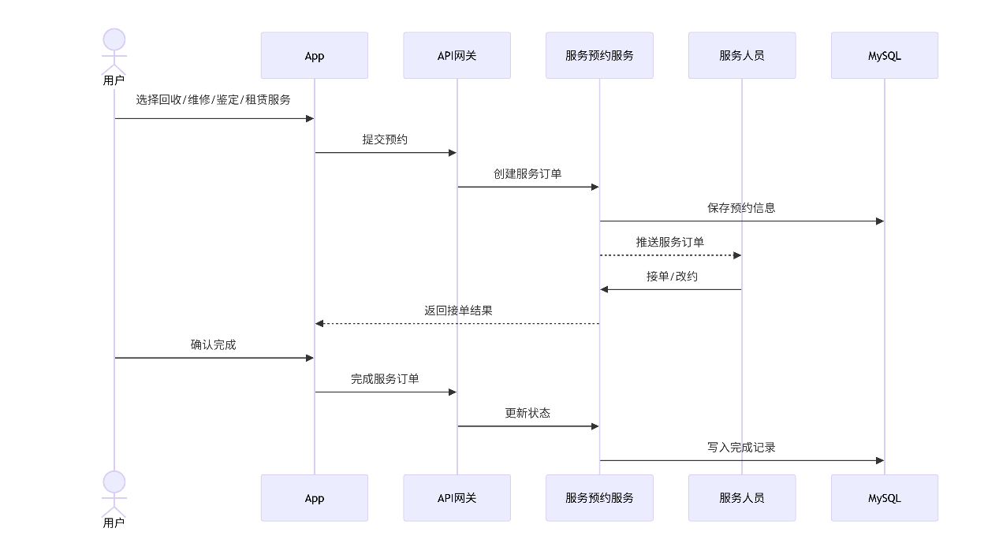 用户
App
API网关
服务预约服务
服务人员
MySQL
选择回收/维修/鉴定/租赁服务
提交预约
创建服务订单
保存预约信息
推送服务订单
接单/改约
返回接单结果
确认完成
完成服务订单
更新状态
写入完成记录
用户
App
API网关
服务预约服务
服务人员
MySQL